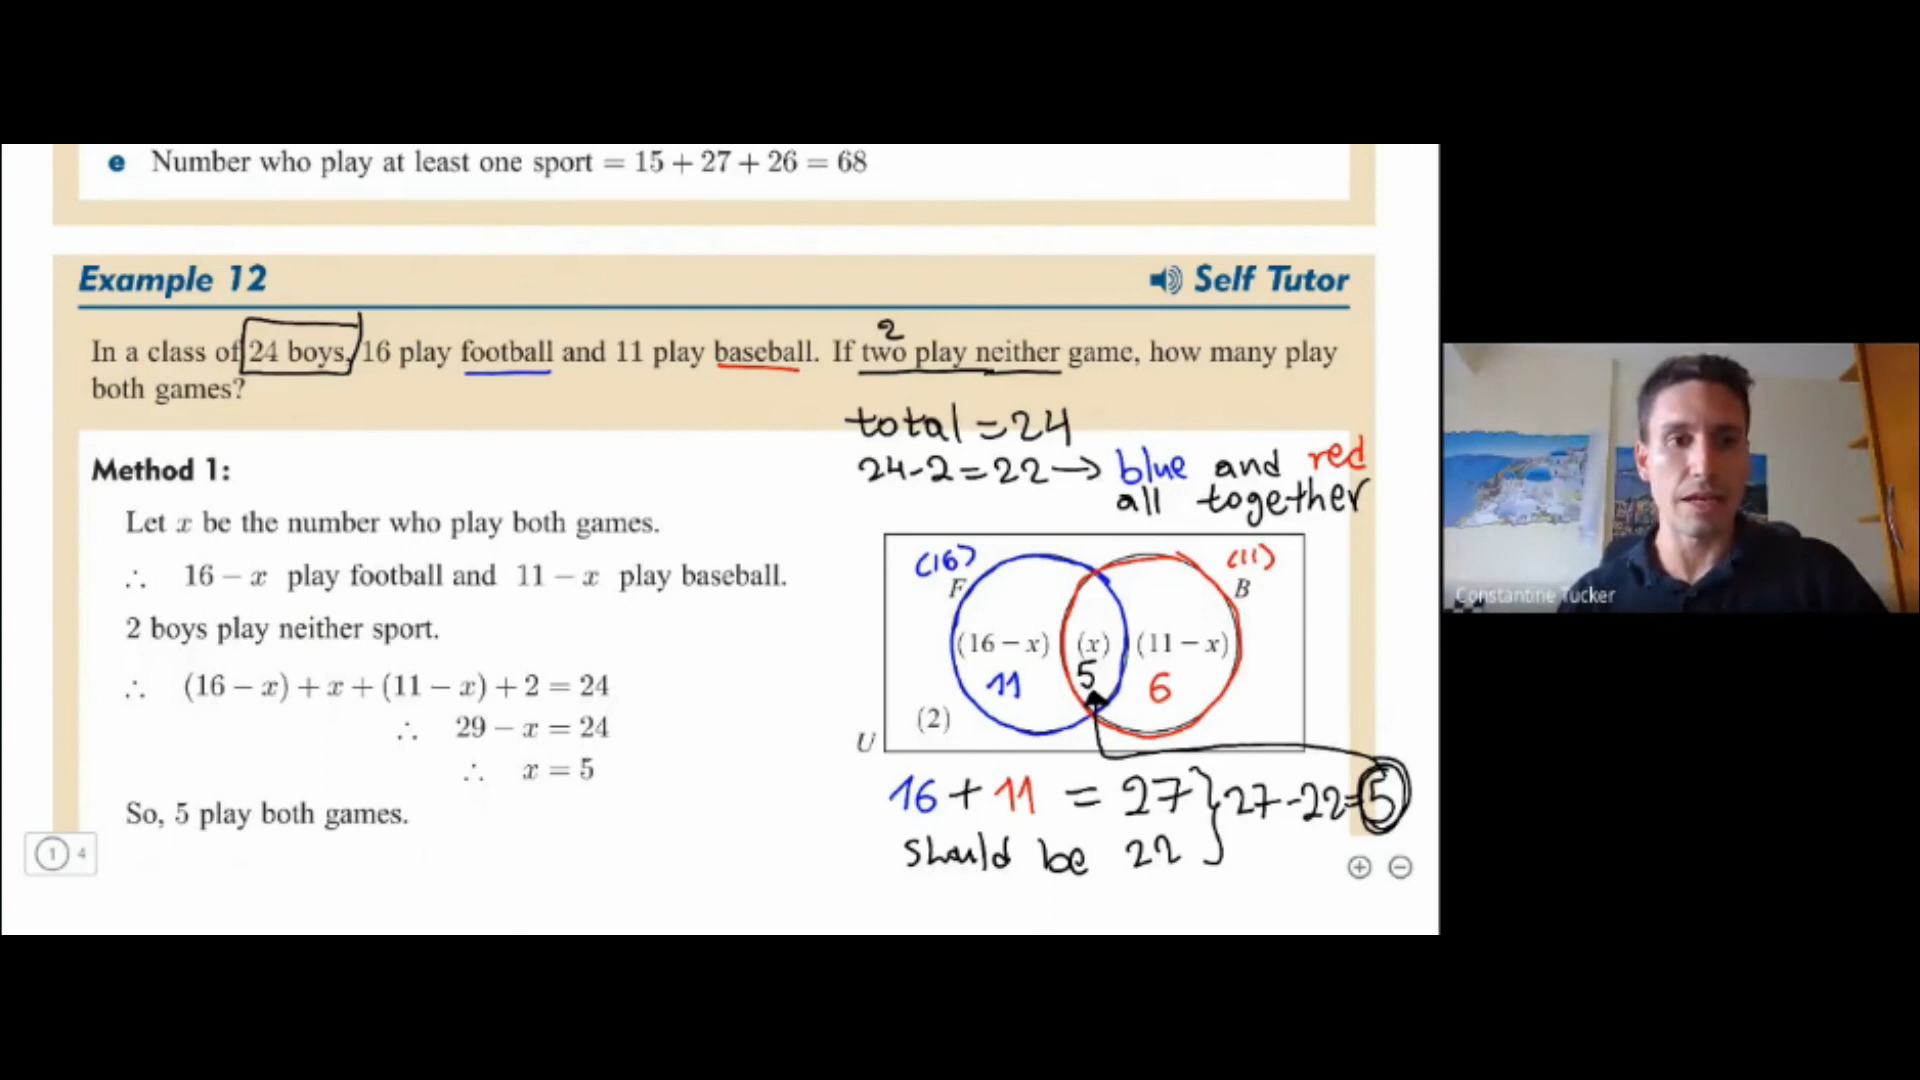 e Number who play at least one sport = 15 + 27 + 26 = 68
Example 12
Self Tutor
2
In a class of 24 boys, 16 play football and 11 play baseball. If two play neither game, how many play
both games?
total = 24
24-2=22→ blue and red
all together
Method 1:
Let x be the number who play both games.
∴ 16 − x play football and 11 − x play baseball.
2 boys play neither sport.
∴ (16 − x) + x + (11 − x) + 2 = 24
∴ 29 − x = 24
∴ x = 5
So, 5 play both games.
(16) (11)
F B
(16 − x) (x) (11 − x)
11 5 6
(2)
U
16 + 11 = 27 } 27-22=5
should be 22
1 4
Constantine Tucker